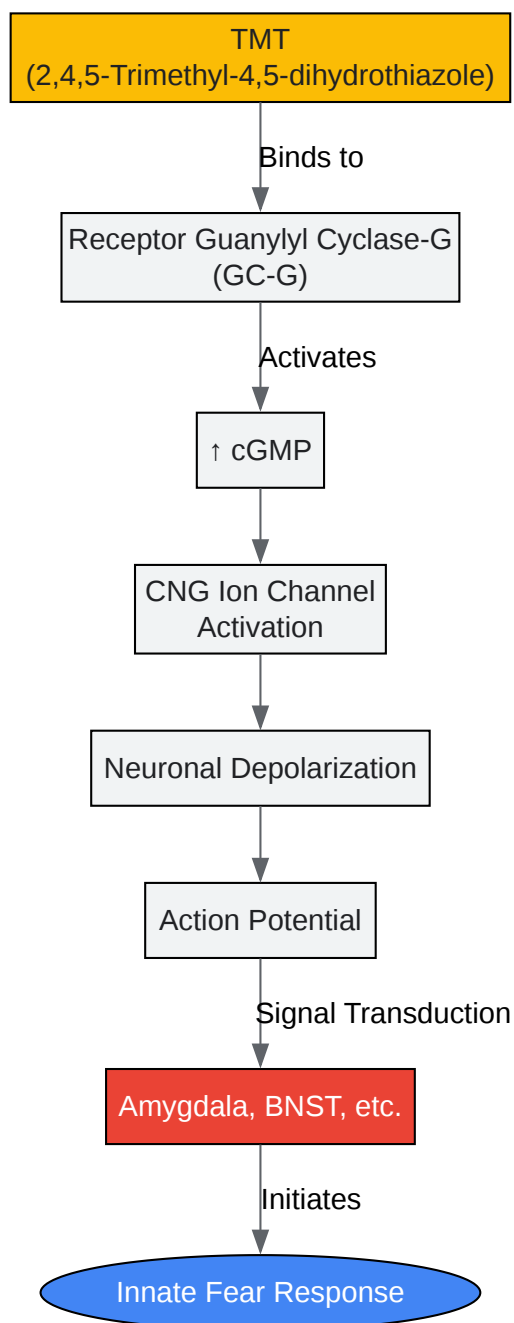 TMT
(2,4,5-Trimethyl-4,5-dihydrothiazole)
Binds to
Receptor Guanylyl Cyclase-G
(GC-G)
Activates
↑ cGMP
CNG Ion Channel
Activation
Neuronal Depolarization
Action Potential
Signal Transduction
Amygdala, BNST, etc.
Initiates
Innate Fear Response